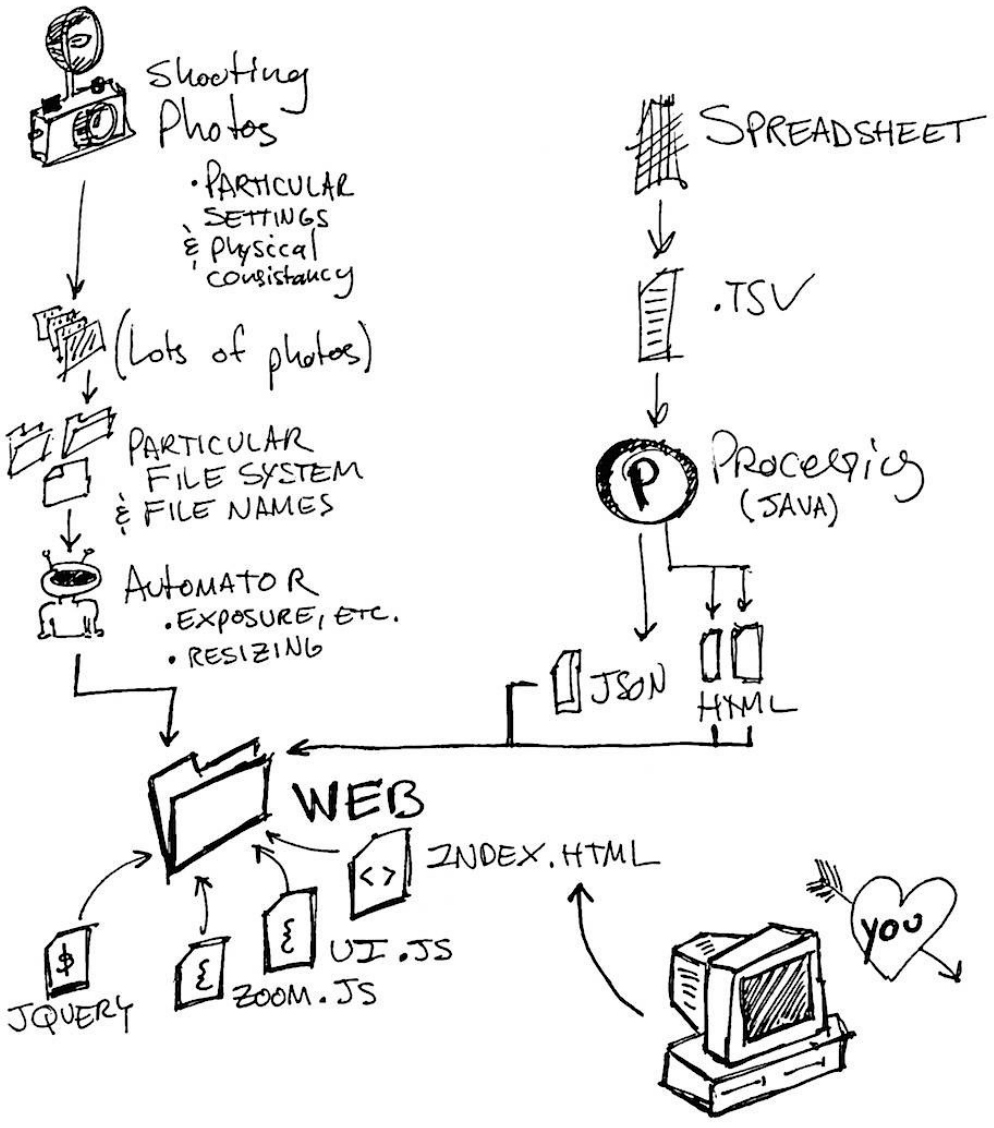 Shooting
Photos
• PARTICULAR
SETTINGS
& physical
consistancy
(Lots of photos)
PARTICULAR
FILE SYSTEM
& FILE NAMES
AUTOMATOR
• EXPOSURE, ETC.
• RESIZING
SPREADSHEET
.TSV
P
Processing
(JAVA)
JSON
HTML
WEB
< >
INDEX.HTML
{
UI.JS
{
ZOOM.JS
$
JQUERY
YOU